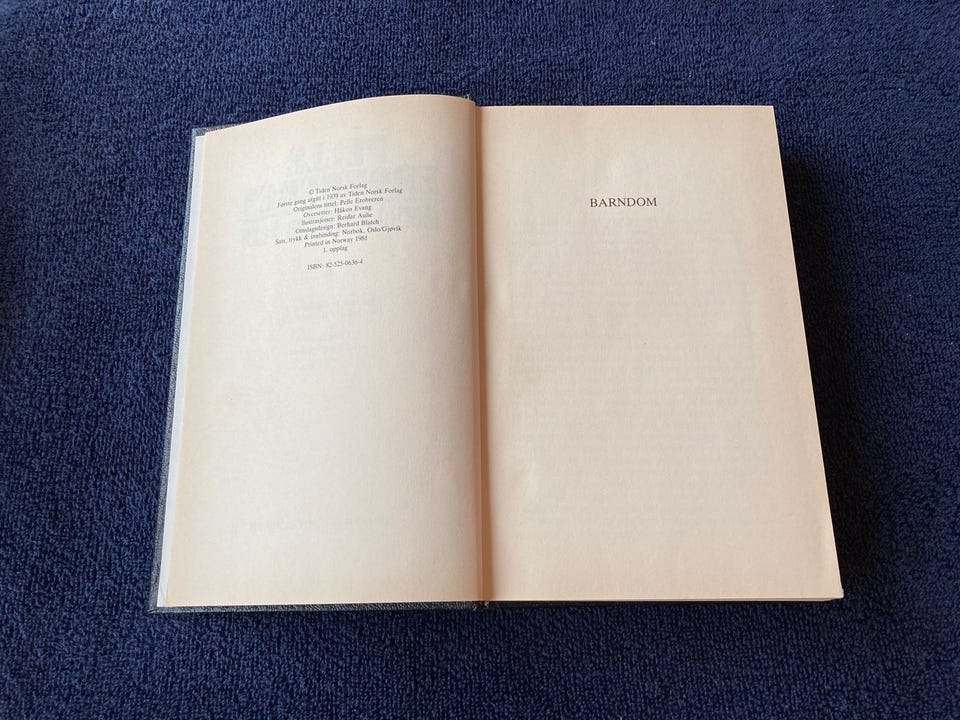 © Tiden Norsk Forlag
Første gang utgitt i 1939 av Tiden Norsk Forlag
Originalens tittel: Pelle Erobreren
Oversetter: Håkon Evang
Ilustrasjoner: Reidar Aulie
Omslagsdesign: Berhard Blatch
Sats, trykk & innbinding: Norbok, Oslo/Gjøvik
Printed in Norway 1981
1. opplag
ISBN: 82-525-0636-4
BARNDOM